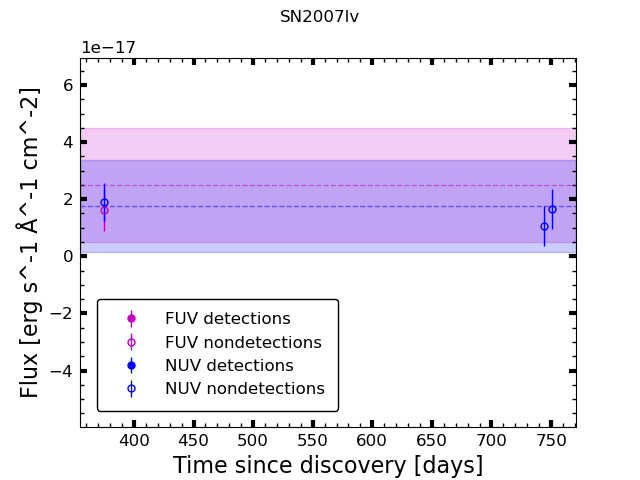 SN2007lv
1e−17
Flux [erg s^-1 Å^-1 cm^-2]
6
4
2
0
−2
−4
FUV detections
FUV nondetections
NUV detections
NUV nondetections
400 450 500 550 600 650 700 750
Time since discovery [days]